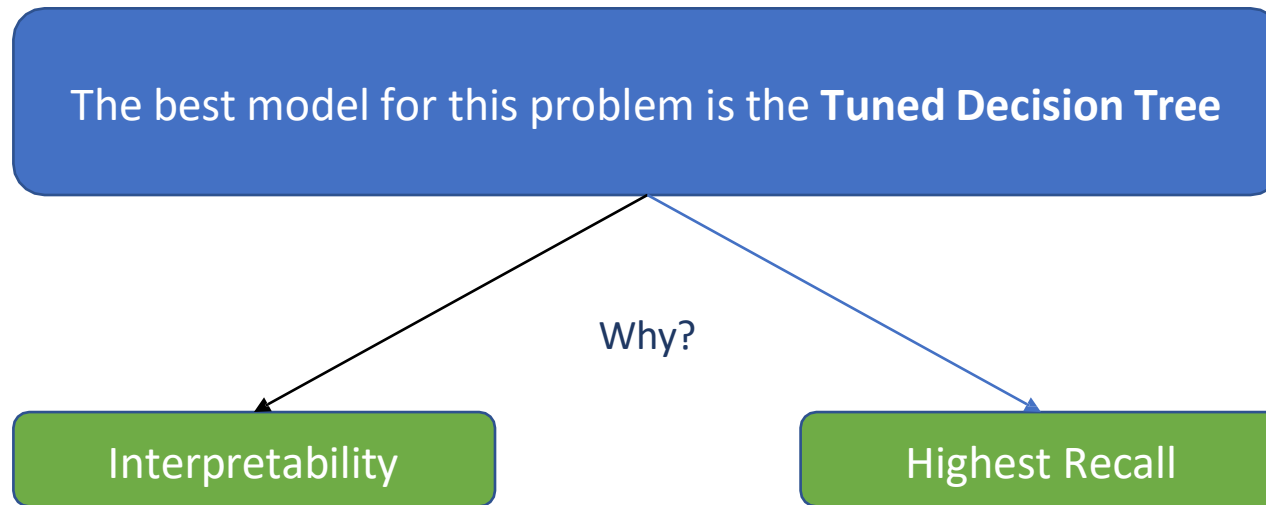 The best model for this problem is the Tuned Decision Tree
Why?
Interpretability
Highest Recall